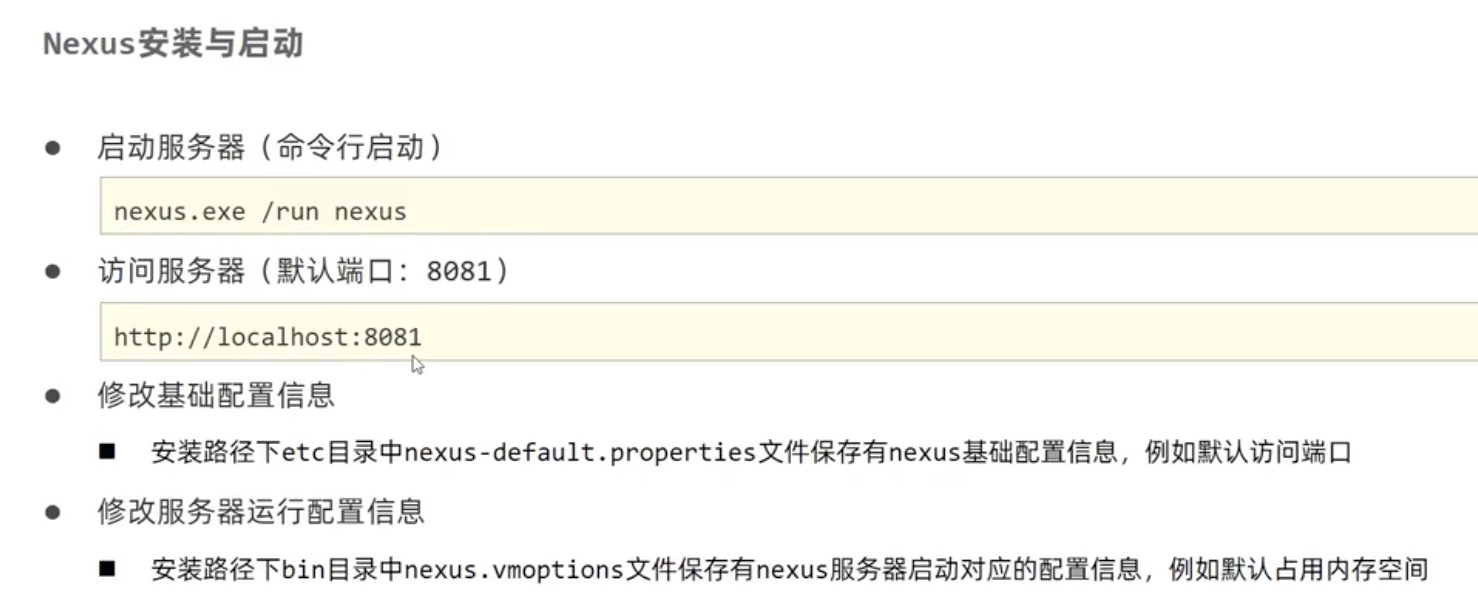 Nexus安装与启动
● 启动服务器（命令行启动）
nexus.exe /run nexus
● 访问服务器（默认端口：8081）
http://localhost:8081
● 修改基础配置信息
■ 安装路径下etc目录中nexus-default.properties文件保存有nexus基础配置信息，例如默认访问端口
● 修改服务器运行配置信息
■ 安装路径下bin目录中nexus.vmoptions文件保存有nexus服务器启动对应的配置信息，例如默认占用内存空间